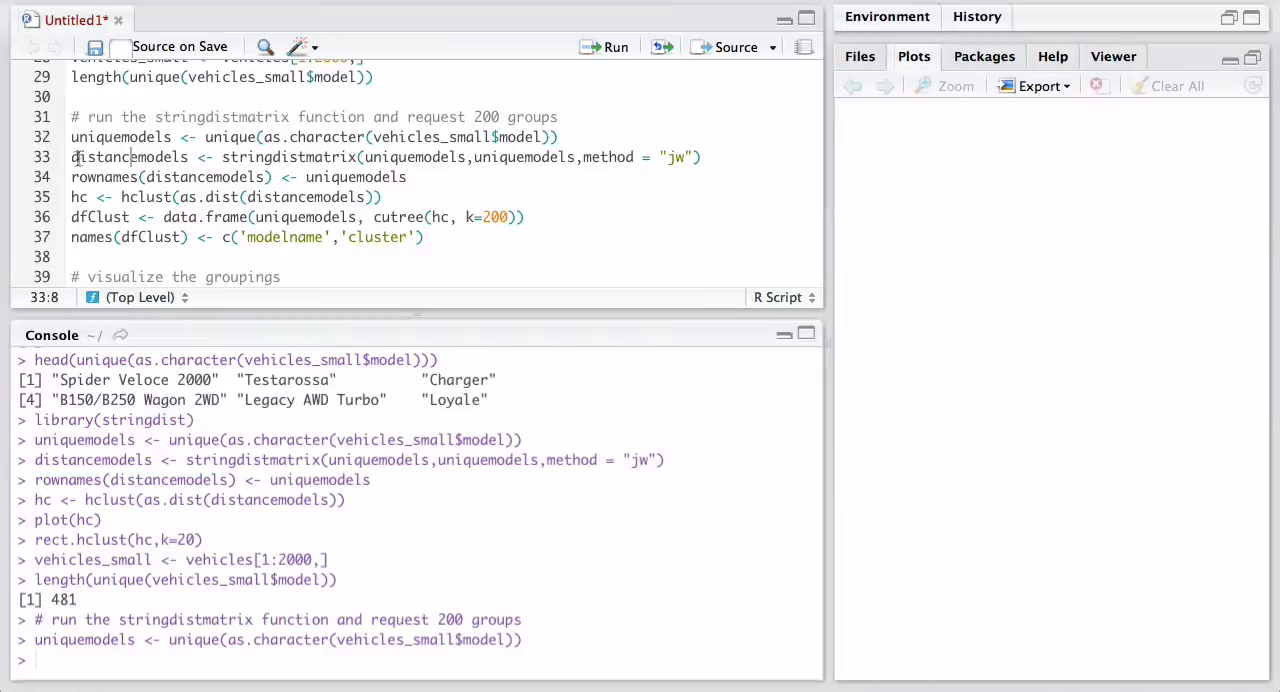 Untitled1*
Source on Save
Run
Source
28 vehicles_small <- vehicles[1:2000,]
29 length(unique(vehicles_small$model))
30
31 # run the stringdistmatrix function and request 200 groups
32 uniquemodels <- unique(as.character(vehicles_small$model))
33 distancemodels <- stringdistmatrix(uniquemodels,uniquemodels,method = "jw")
34 rownames(distancemodels) <- uniquemodels
35 hc <- hclust(as.dist(distancemodels))
36 dfClust <- data.frame(uniquemodels, cutree(hc, k=200))
37 names(dfClust) <- c('modelname','cluster')
38
39 # visualize the groupings
33:8 (Top Level) R Script
Console ~/
> head(unique(as.character(vehicles_small$model)))
[1] "Spider Veloce 2000" "Testarossa" "Charger"
[4] "B150/B250 Wagon 2WD" "Legacy AWD Turbo" "Loyale"
> library(stringdist)
> uniquemodels <- unique(as.character(vehicles_small$model))
> distancemodels <- stringdistmatrix(uniquemodels,uniquemodels,method = "jw")
> rownames(distancemodels) <- uniquemodels
> hc <- hclust(as.dist(distancemodels))
> plot(hc)
> rect.hclust(hc,k=20)
> vehicles_small <- vehicles[1:2000,]
> length(unique(vehicles_small$model))
[1] 481
> # run the stringdistmatrix function and request 200 groups
> uniquemodels <- unique(as.character(vehicles_small$model))
>
Environment History
Files Plots Packages Help Viewer
Zoom Export Clear All